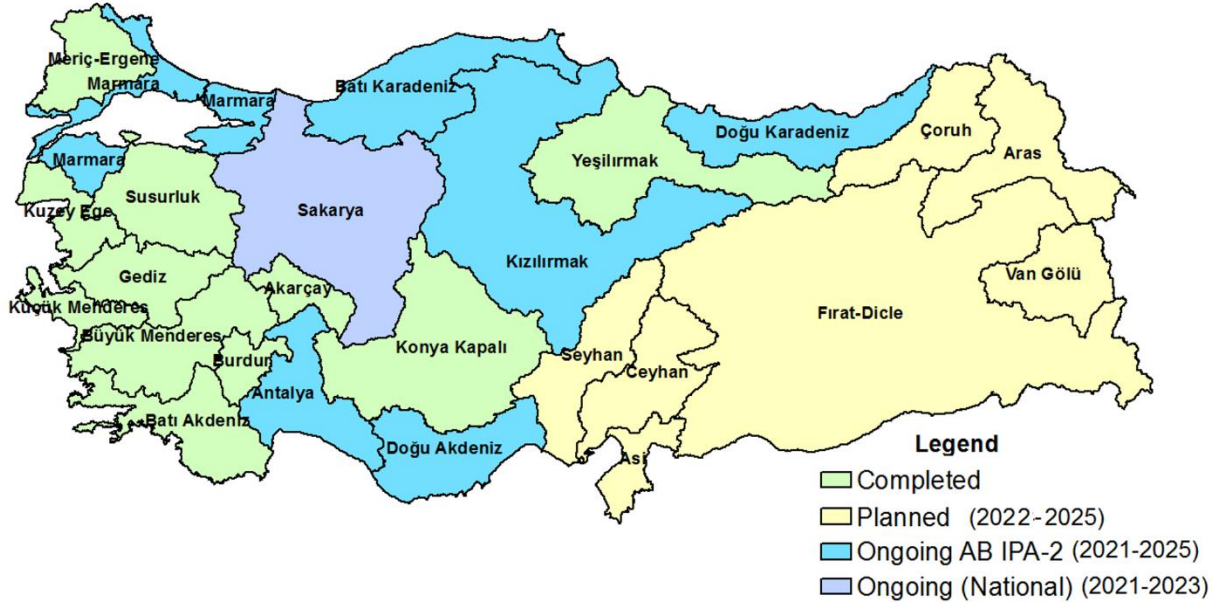 Meriç-Ergene
Marmara
Marmara
Batı Karadeniz
Doğu Karadeniz
Çoruh
Marmara
Yeşilırmak
Aras
Susurluk
Kuzey Ege
Sakarya
Kızılırmak
Gediz
Akarçay
Van Gölü
Küçük Menderes
Fırat-Dicle
Büyük Menderes
Burdur
Konya Kapalı
Seyhan
Ceyhan
Antalya
Batı Akdeniz
Doğu Akdeniz
Asi
Legend
Completed
Planned (2022-2025)
Ongoing AB IPA-2 (2021-2025)
Ongoing (National) (2021-2023)